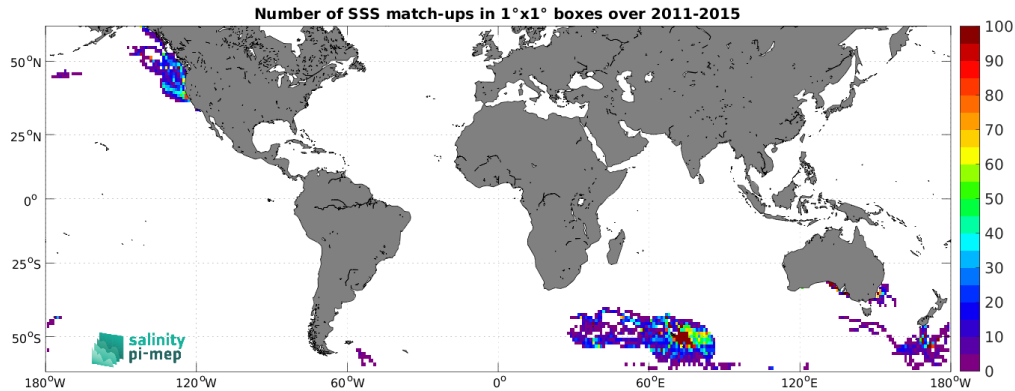 Number of SSS match-ups in 1°x1° boxes over 2011-2015
50°N
25°N
0°
25°S
50°S
180°W
120°W
60°W
0°
60°E
120°E
180°W
100
90
80
70
60
50
40
30
20
10
0
salinity
pi-mep